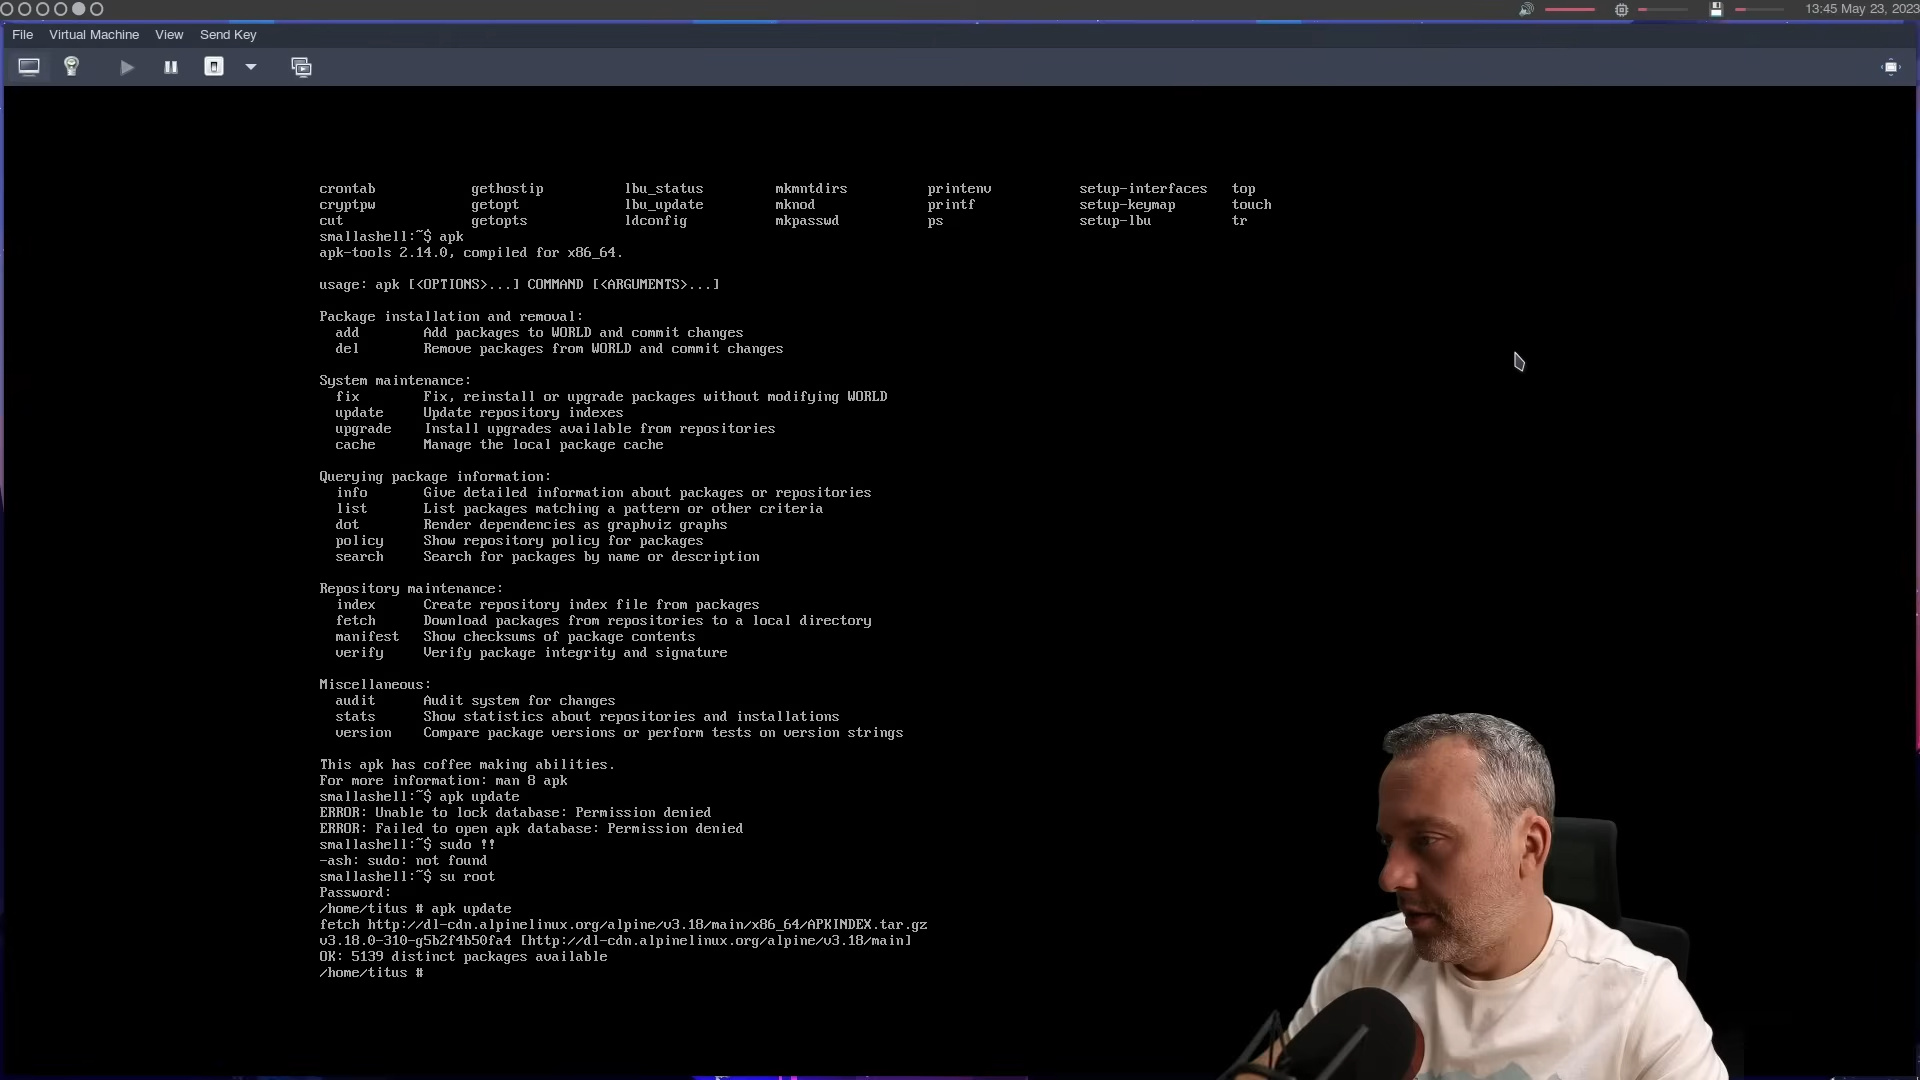 13:45 May 23, 2023
File Virtual Machine View Send Key
crontab gethostip lbu_status mkmntdirs printenv setup-interfaces top
cryptpw getopt lbu_update mknod printf setup-keymap touch
cut getopts ldconfig mkpasswd ps setup-lbu tr
smallashell:~$ apk
apk-tools 2.14.0, compiled for x86_64.
usage: apk [<OPTIONS>...] COMMAND [<ARGUMENTS>...]
Package installation and removal:
add Add packages to WORLD and commit changes
del Remove packages from WORLD and commit changes
System maintenance:
fix Fix, reinstall or upgrade packages without modifying WORLD
update Update repository indexes
upgrade Install upgrades available from repositories
cache Manage the local package cache
Querying package information:
info Give detailed information about packages or repositories
list List packages matching a pattern or other criteria
dot Render dependencies as graphviz graphs
policy Show repository policy for packages
search Search for packages by name or description
Repository maintenance:
index Create repository index file from packages
fetch Download packages from repositories to a local directory
manifest Show checksums of package contents
verify Verify package integrity and signature
Miscellaneous:
audit Audit system for changes
stats Show statistics about repositories and installations
version Compare package versions or perform tests on version strings
This apk has coffee making abilities.
For more information: man 8 apk
smallashell:~$ apk update
ERROR: Unable to lock database: Permission denied
ERROR: Failed to open apk database: Permission denied
smallashell:~$ sudo !!
-ash: sudo: not found
smallashell:~$ su root
Password:
/home/titus # apk update
fetch http://dl-cdn.alpinelinux.org/alpine/v3.18/main/x86_64/APKINDEX.tar.gz
v3.18.0-310-g5b2f4b50fa4 [http://dl-cdn.alpinelinux.org/alpine/v3.18/main]
OK: 5139 distinct packages available
/home/titus #